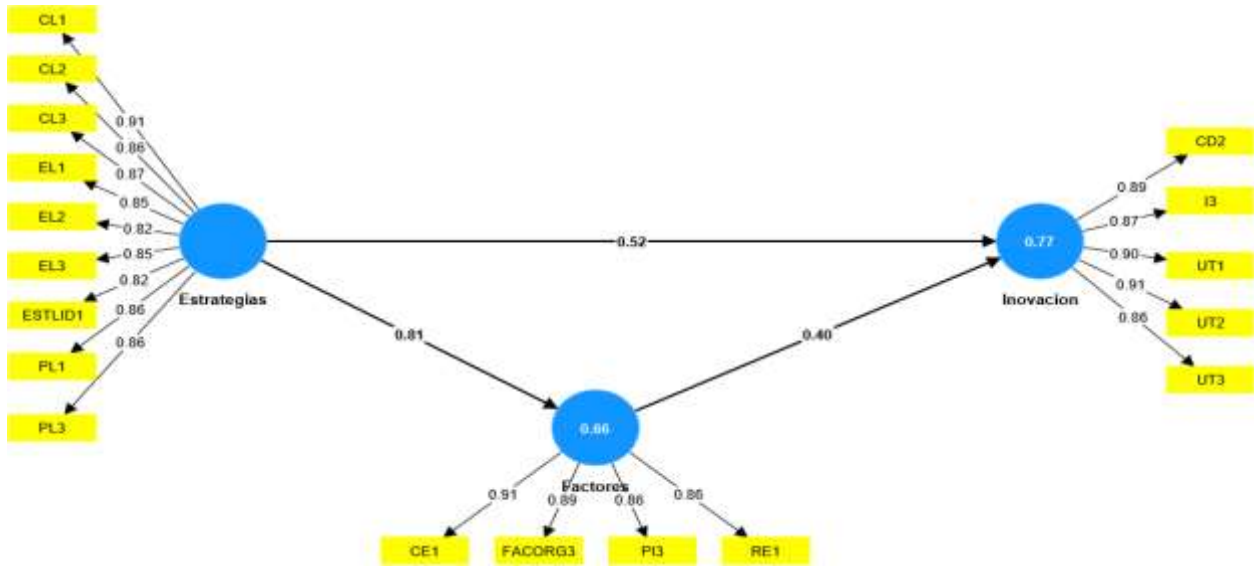 CL1
CL2
CL3
EL1
EL2
EL3
ESTLID1
PL1
PL3
0.91
0.86
0.87
0.85
0.82
0.85
0.82
0.86
0.86
Estrategias
0.52
0.81
0.40
0.66
Factores
0.91
0.89
0.86
0.86
CE1
FACORG3
PI3
RE1
0.77
Inovacion
0.89
0.87
0.90
0.91
0.86
CD2
I3
UT1
UT2
UT3